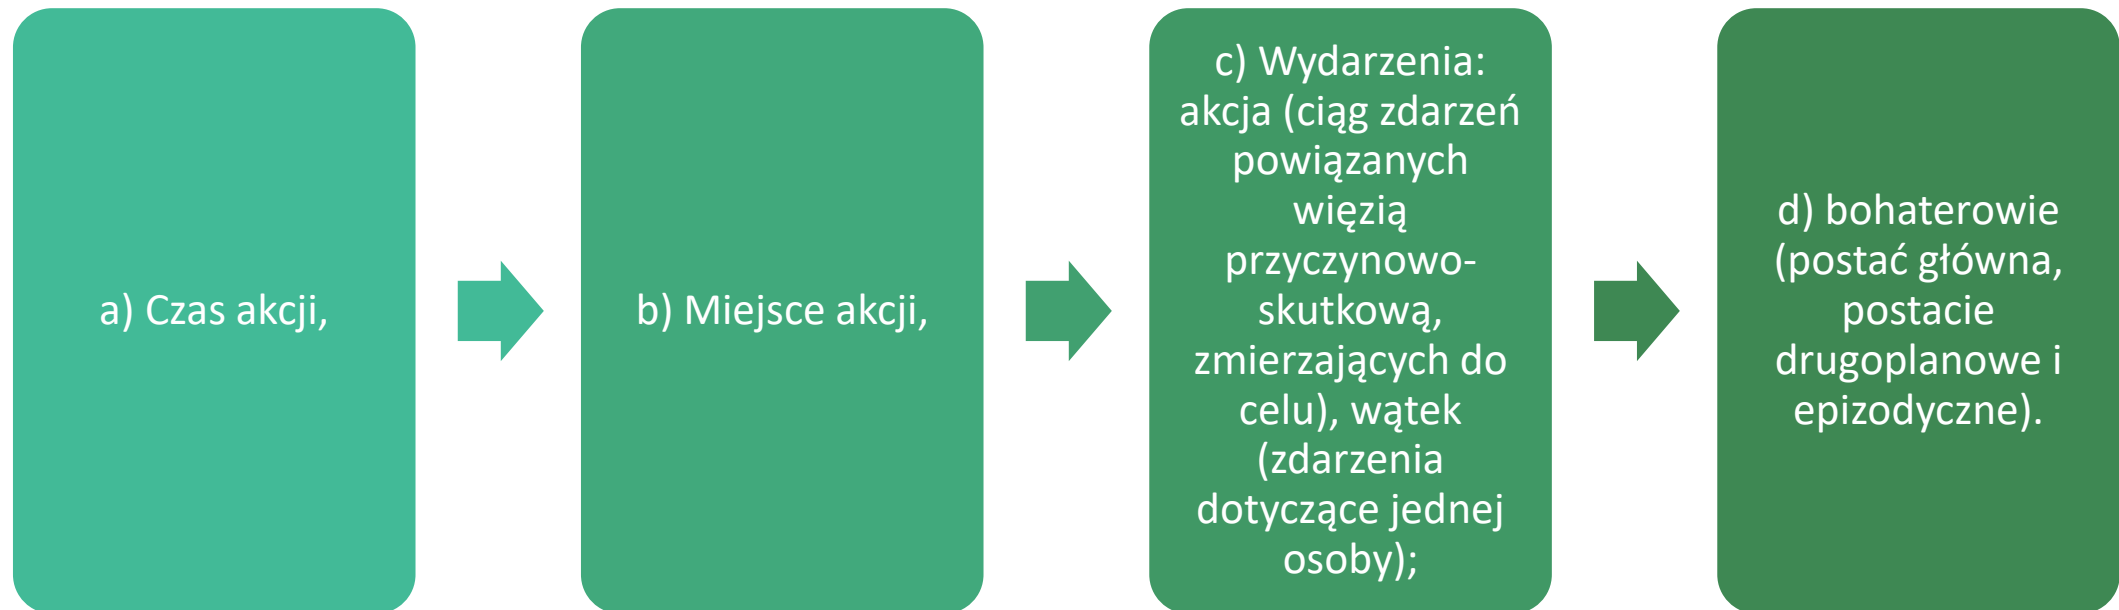 a) Czas akcji,
b) Miejsce akcji,
c) Wydarzenia:
akcja (ciąg zdarzeń
powiązanych
więzią
przyczynowo-
skutkową,
zmierzających do
celu), wątek
(zdarzenia
dotyczące jednej
osoby);
d) bohaterowie
(postać główna,
postacie
drugoplanowe i
epizodyczne).